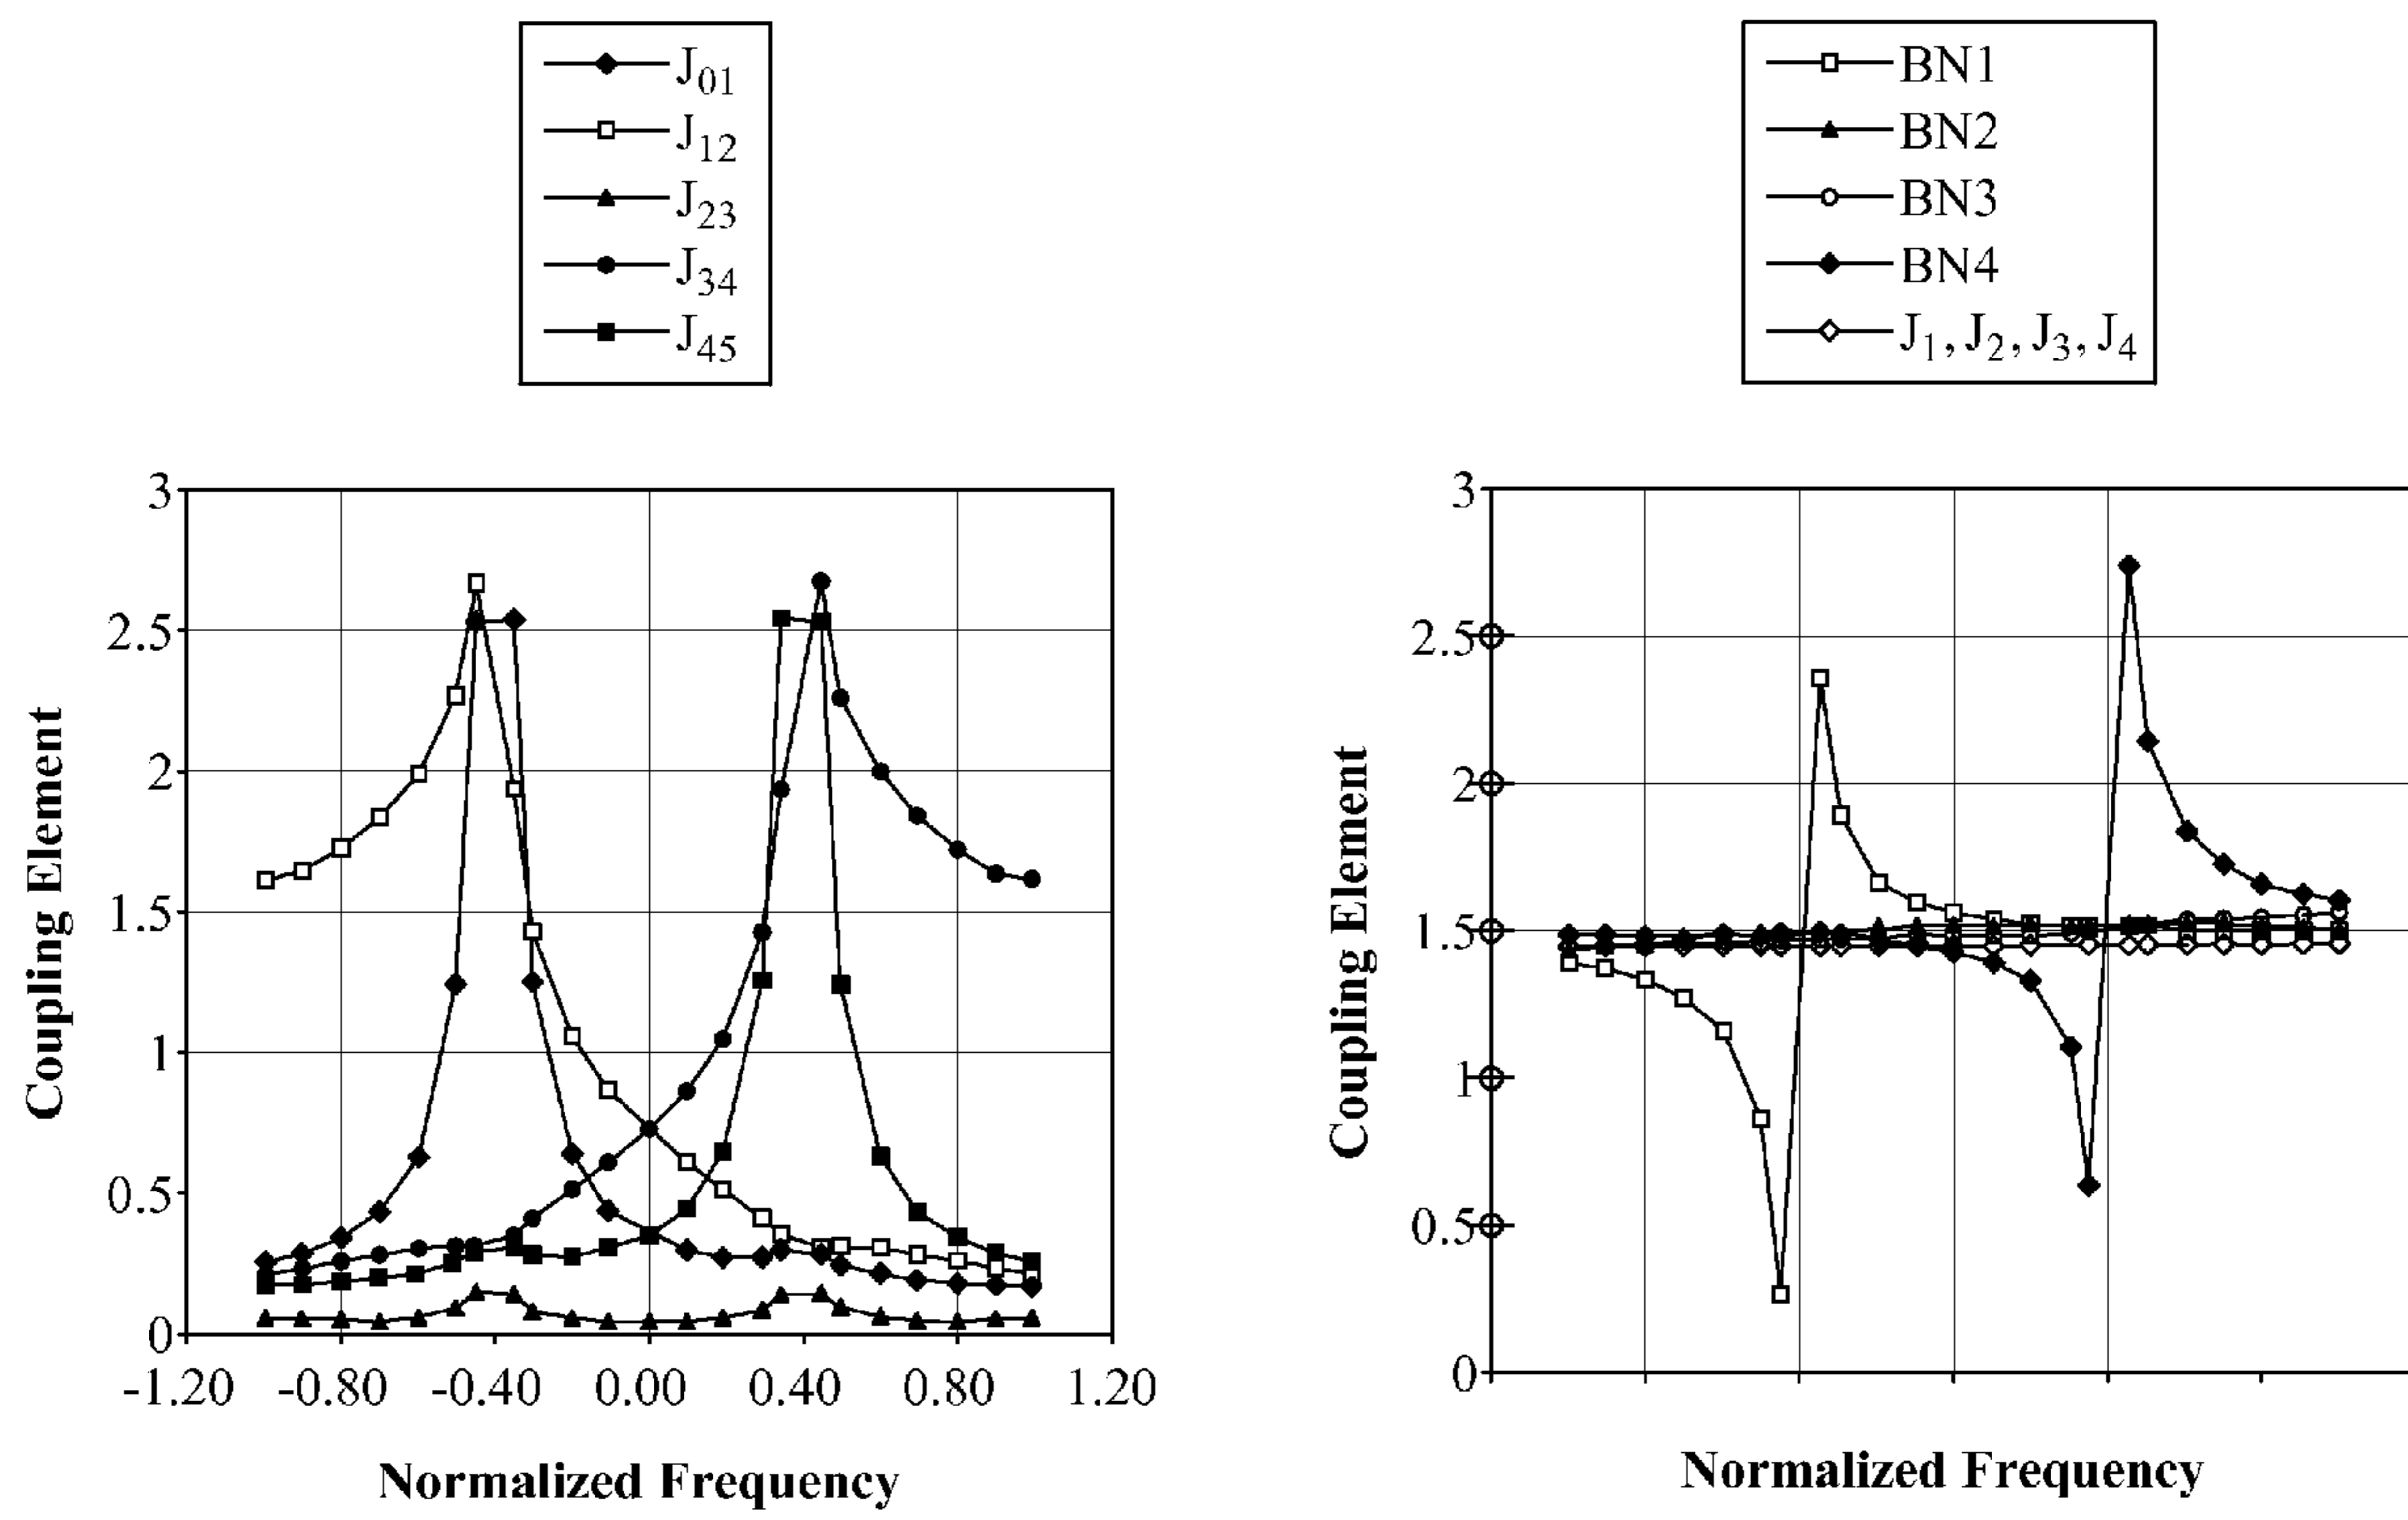 J01
J12
J23
J34
J45
3
2.5
2
1.5
1
0.5
0
-1.20 -0.80 -0.40 0.00 0.40 0.80 1.20
Coupling Element
Normalized Frequency
BN1
BN2
BN3
BN4
J1, J2, J3, J4
3
2.5
2
1.5
1
0.5
0
Coupling Element
Normalized Frequency